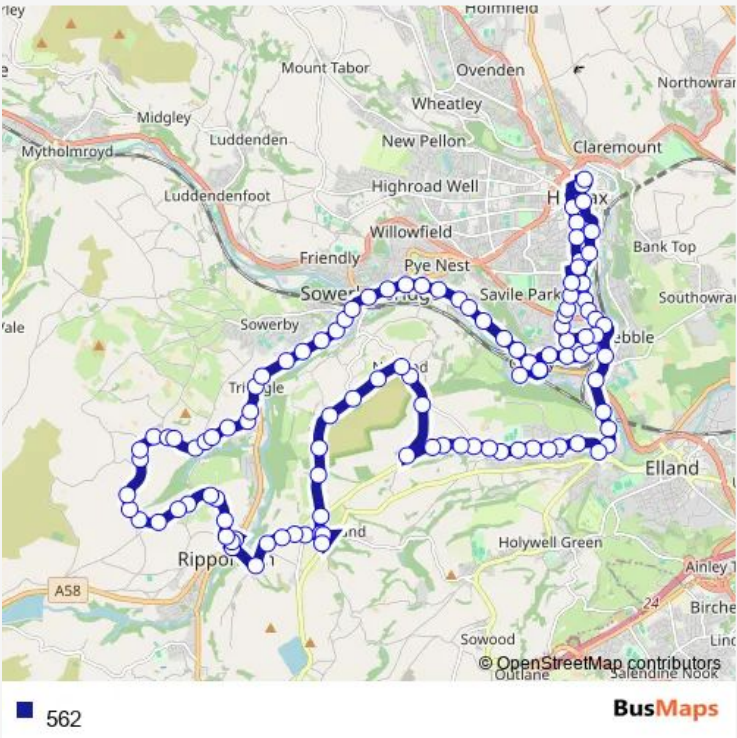 Holmfield
Mount Tabor
Ovenden
Northowram
Wheatley
Midgley
Luddenden
New Pellon
Claremount
Mytholmroyd
Highroad Well
Luddendenfoot
Willowfield
Bank Top
Friendly
Pye Nest
Savile Park
Southowram
Sowerby
Triangle
Elland
Holywell Green
A58
Ainley T
24
Birche
Sowood
Outlane
Salendine Nook
© OpenStreetMap contributors
562
BusMaps